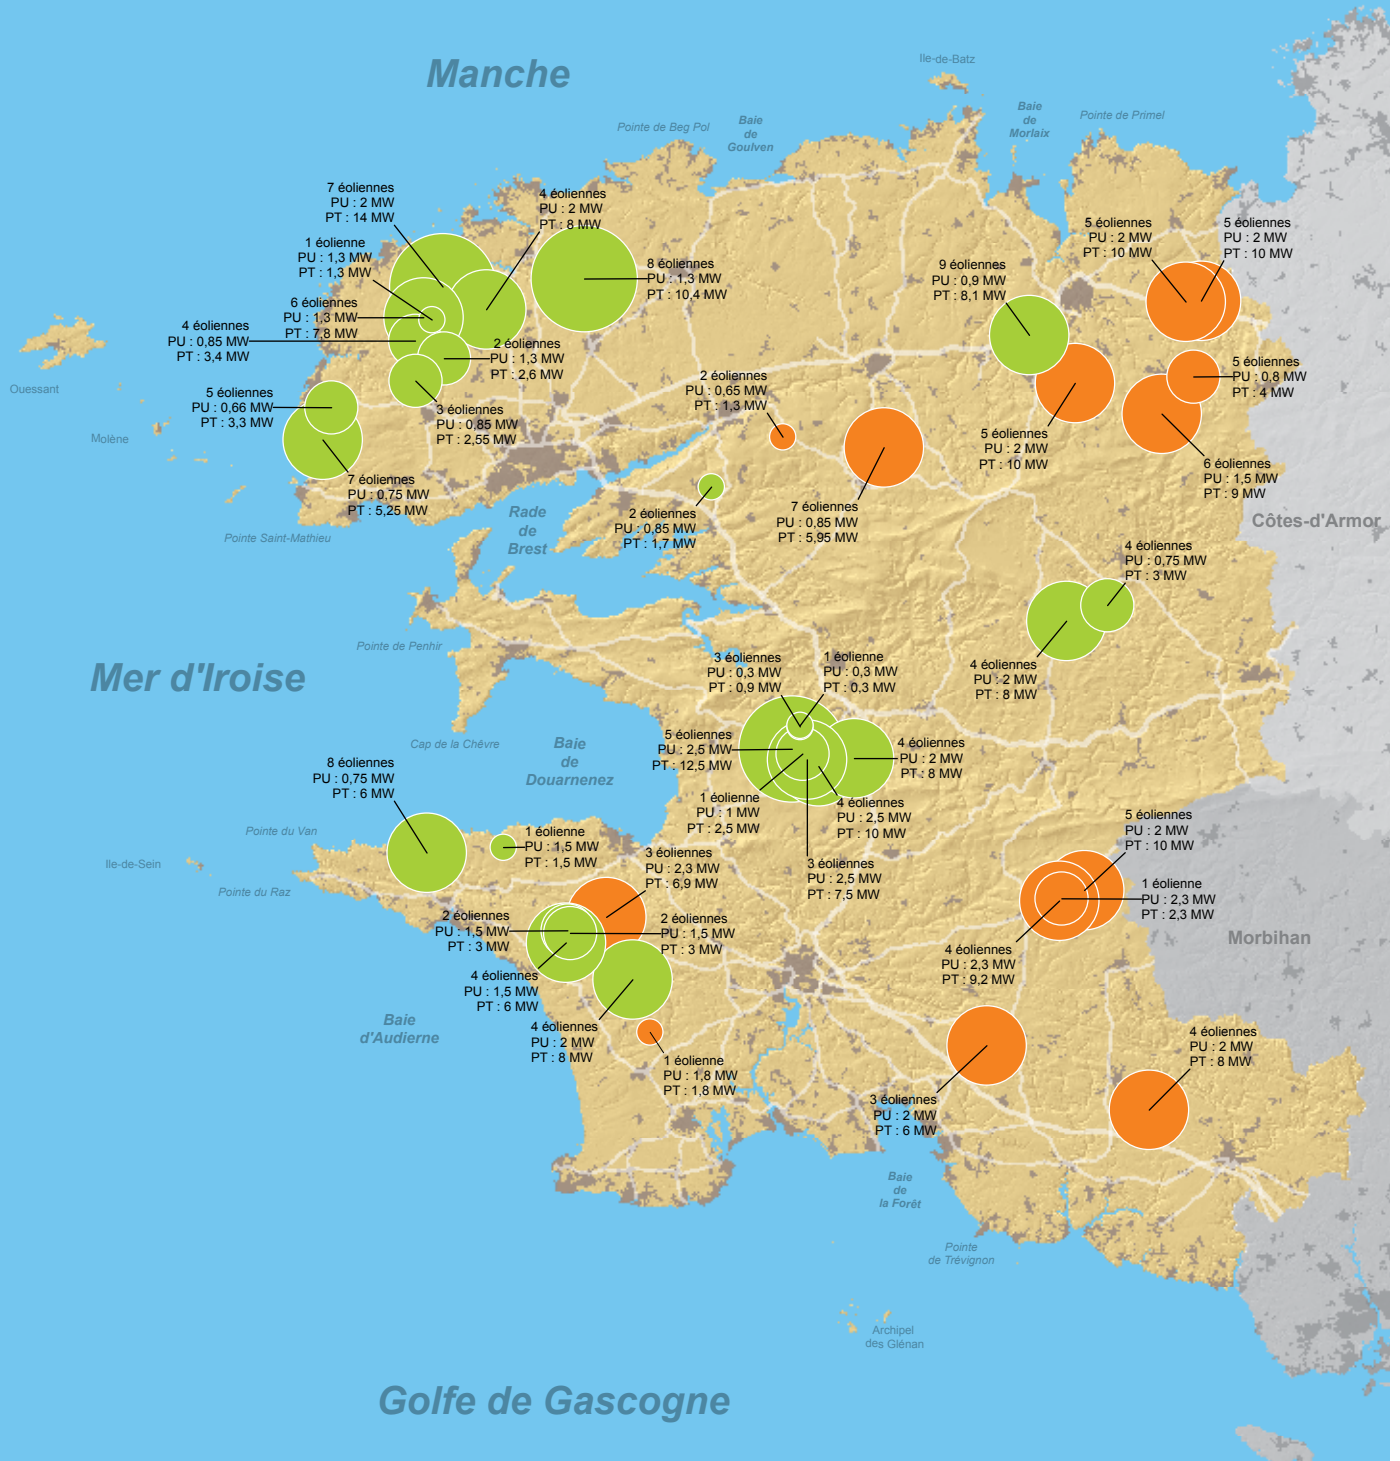 Manche
Ile-de-Batz
Baie
de
Morlaix
Pointe de Primel
Pointe de Beg Pol
Baie
de
Goulven
7 éoliennes
PU : 2 MW
PT : 14 MW
4 éoliennes
PU : 2 MW
PT : 8 MW
1 éolienne
PU : 1,3 MW
PT : 1,3 MW
8 éoliennes
PU : 1,3 MW
PT : 10,4 MW
6 éoliennes
PU : 1,3 MW
PT : 7,8 MW
4 éoliennes
PU : 0,85 MW
PT : 3,4 MW
2 éoliennes
PU : 1,3 MW
PT : 2,6 MW
5 éoliennes
PU : 0,66 MW
PT : 3,3 MW
3 éoliennes
PU : 0,85 MW
PT : 2,55 MW
7 éoliennes
PU : 0,75 MW
PT : 5,25 MW
5 éoliennes
PU : 2 MW
PT : 10 MW
5 éoliennes
PU : 2 MW
PT : 10 MW
9 éoliennes
PU : 0,9 MW
PT : 8,1 MW
5 éoliennes
PU : 0,8 MW
PT : 4 MW
2 éoliennes
PU : 0,65 MW
PT : 1,3 MW
5 éoliennes
PU : 2 MW
PT : 10 MW
6 éoliennes
PU : 1,5 MW
PT : 9 MW
7 éoliennes
PU : 0,85 MW
PT : 5,95 MW
2 éoliennes
PU : 0,85 MW
PT : 1,7 MW
Ouessant
Molène
Pointe Saint-Mathieu
Rade
de
Brest
Côtes-d'Armor
4 éoliennes
PU : 0,75 MW
PT : 3 MW
4 éoliennes
PU : 2 MW
PT : 8 MW
Pointe de Penhir
Mer d'Iroise
3 éoliennes
PU : 0,3 MW
PT : 0,9 MW
1 éolienne
PU : 0,3 MW
PT : 0,3 MW
5 éoliennes
PU : 2,5 MW
PT : 12,5 MW
4 éoliennes
PU : 2 MW
PT : 8 MW
1 éolienne
PU : 1 MW
PT : 2,5 MW
4 éoliennes
PU : 2,5 MW
PT : 10 MW
3 éoliennes
PU : 2,5 MW
PT : 7,5 MW
Cap de la Chêvre
Baie
de
Douarnenez
8 éoliennes
PU : 0,75 MW
PT : 6 MW
Pointe du Van
Ile-de-Sein
Pointe du Raz
1 éolienne
PU : 1,5 MW
PT : 1,5 MW
3 éoliennes
PU : 2,3 MW
PT : 6,9 MW
2 éoliennes
PU : 1,5 MW
PT : 3 MW
2 éoliennes
PU : 1,5 MW
PT : 3 MW
4 éoliennes
PU : 1,5 MW
PT : 6 MW
4 éoliennes
PU : 2 MW
PT : 8 MW
1 éolienne
PU : 1,8 MW
PT : 1,8 MW
5 éoliennes
PU : 2 MW
PT : 10 MW
1 éolienne
PU : 2,3 MW
PT : 2,3 MW
4 éoliennes
PU : 2,3 MW
PT : 9,2 MW
Morbihan
Baie
d'Audierne
4 éoliennes
PU : 2 MW
PT : 8 MW
3 éoliennes
PU : 2 MW
PT : 6 MW
Baie
de
la Forêt
Pointe
de Trévignon
Archipel
des Glénan
Golfe de Gascogne